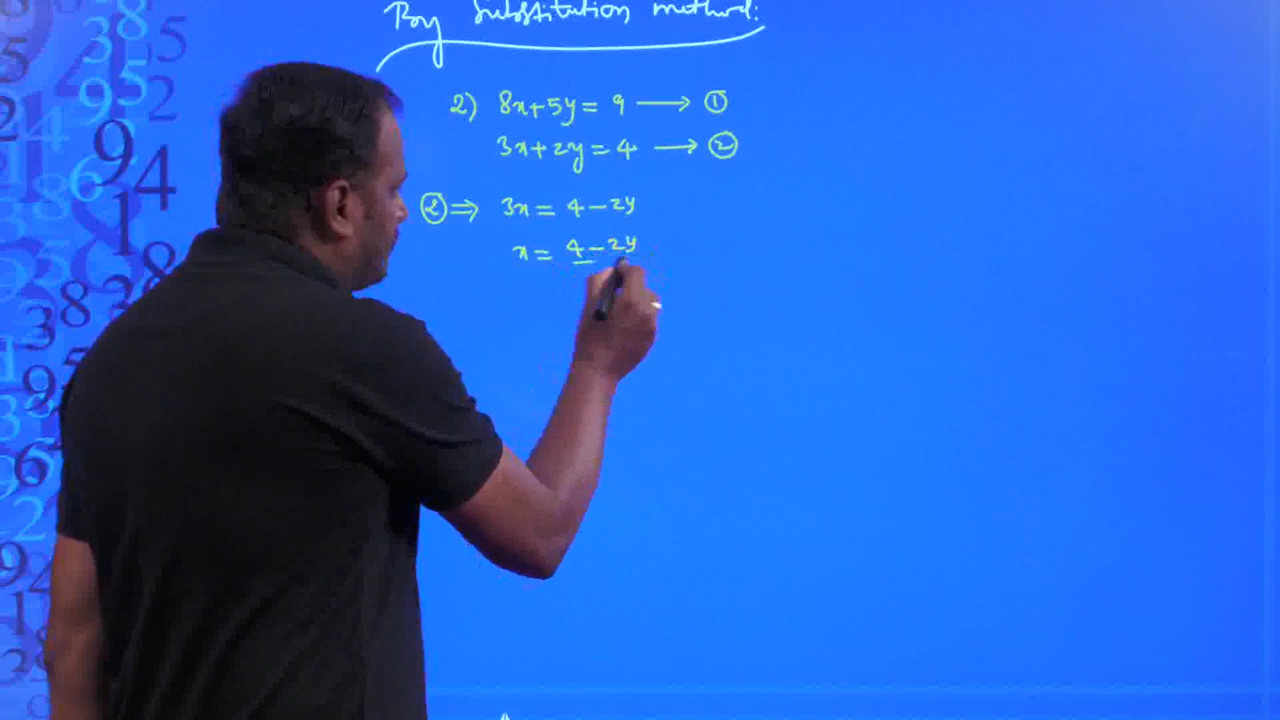 By substitution method:
2) 8x+5y = 9 ⟶ ①
3x+2y = 4 ⟶ ②
② ⇒ 3x = 4-2y
x = 4-2y